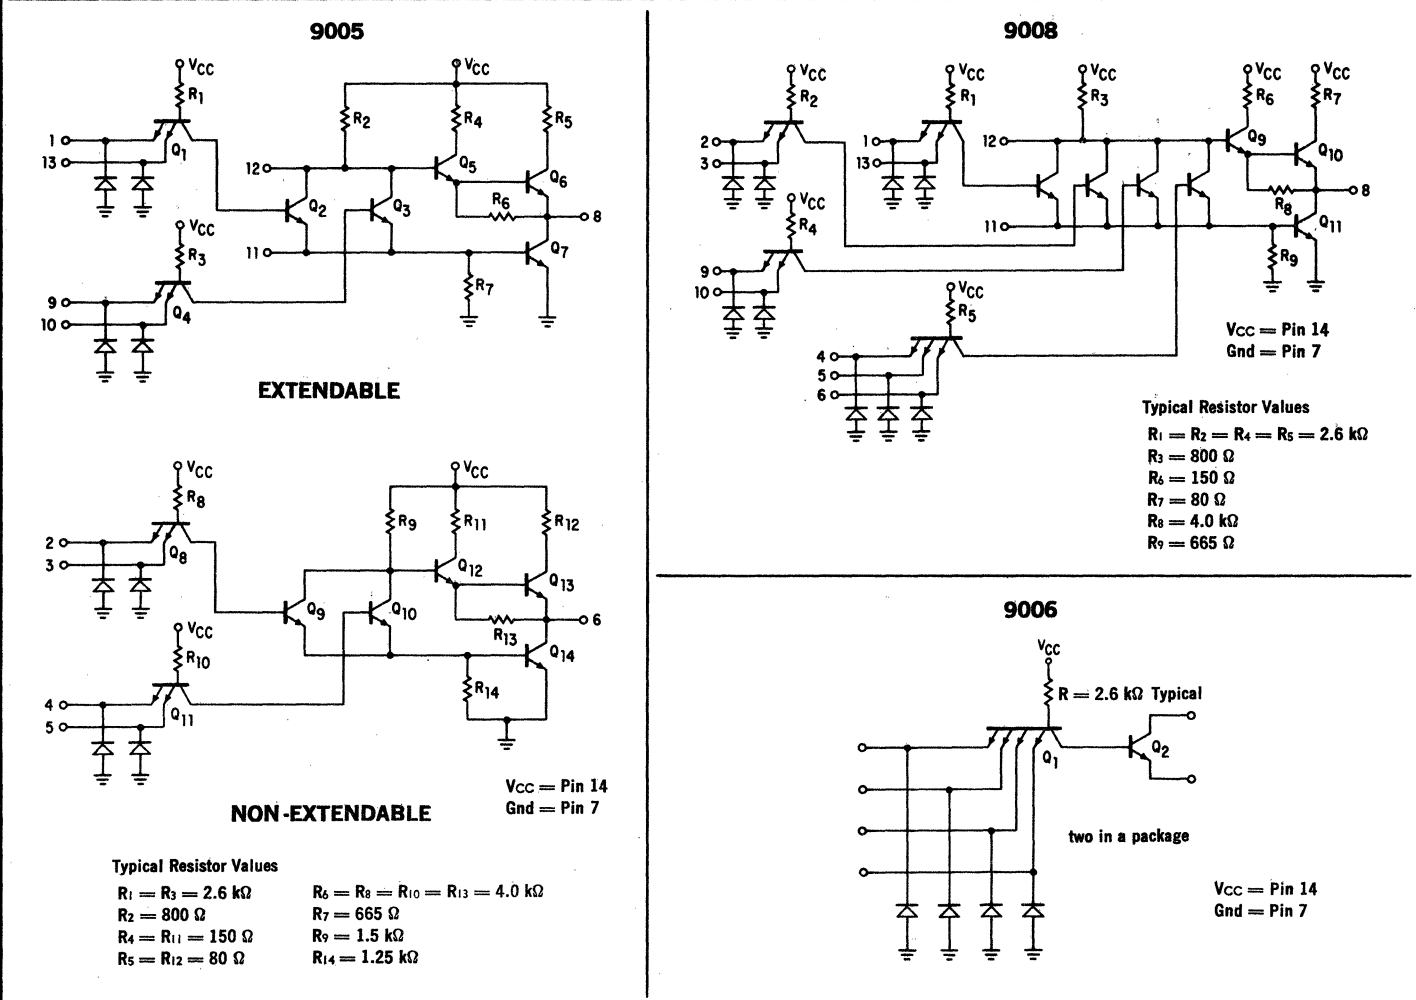 9005
VCC
VCC
R1
R2
R4
R5
1
13
Q1
12
Q5
Q6
Q2
Q3
R6
8
VCC
R3
11
Q7
R7
9
10
Q4
EXTENDABLE
VCC
VCC
R8
R9
R11
R12
2
3
Q8
Q12
Q13
Q9
Q10
R13
6
VCC
R10
Q14
R14
4
5
Q11
VCC = Pin 14
Gnd = Pin 7
NON-EXTENDABLE
Typical Resistor Values
R1 = R3 = 2.6 kΩ
R6 = R8 = R10 = R13 = 4.0 kΩ
R2 = 800 Ω
R7 = 665 Ω
R4 = R11 = 150 Ω
R9 = 1.5 kΩ
R5 = R12 = 80 Ω
R14 = 1.25 kΩ
9008
VCC
VCC
VCC
VCC
VCC
R2
R1
R3
R6
R7
2
3
1
13
12
Q9
Q10
8
VCC
R4
11
R8
Q11
R9
9
10
VCC
R5
4
5
6
VCC = Pin 14
Gnd = Pin 7
Typical Resistor Values
R1 = R2 = R4 = R5 = 2.6 kΩ
R3 = 800 Ω
R6 = 150 Ω
R7 = 80 Ω
R8 = 4.0 kΩ
R9 = 665 Ω
9006
VCC
R = 2.6 kΩ Typical
Q1
Q2
two in a package
VCC = Pin 14
Gnd = Pin 7